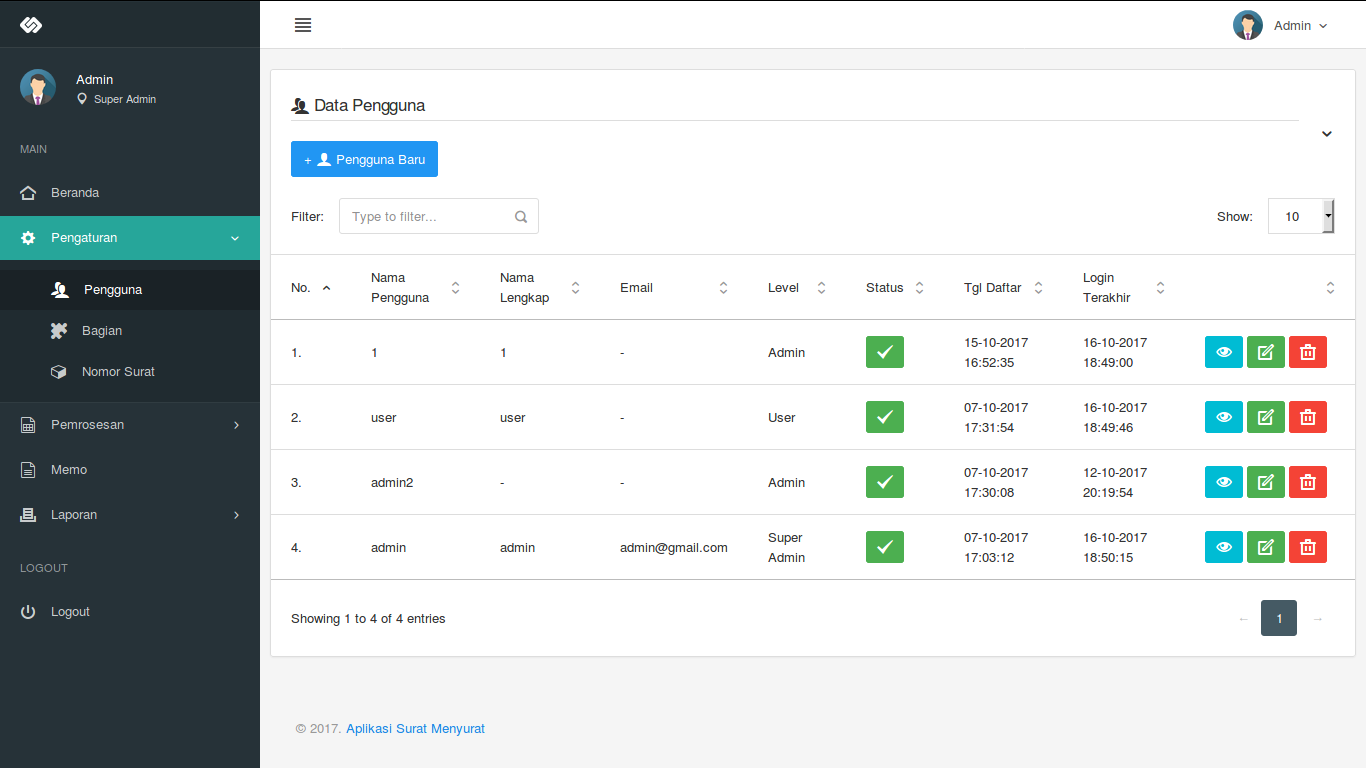 Admin
Admin
Super Admin
MAIN
Beranda
Pengaturan
Pengguna
Bagian
Nomor Surat
Pemrosesan
Memo
Laporan
LOGOUT
Logout
Data Pengguna
+ Pengguna Baru
Filter: Type to filter... Show: 10
No. Nama Pengguna Nama Lengkap Email Level Status Tgl Daftar Login Terakhir
1. 1 1 - Admin 15-10-2017 16:52:35 16-10-2017 18:49:00
2. user user - User 07-10-2017 17:31:54 16-10-2017 18:49:46
3. admin2 - - Admin 07-10-2017 17:30:08 12-10-2017 20:19:54
4. admin admin admin@gmail.com Super Admin 07-10-2017 17:03:12 16-10-2017 18:50:15
Showing 1 to 4 of 4 entries ← 1 →
© 2017. Aplikasi Surat Menyurat